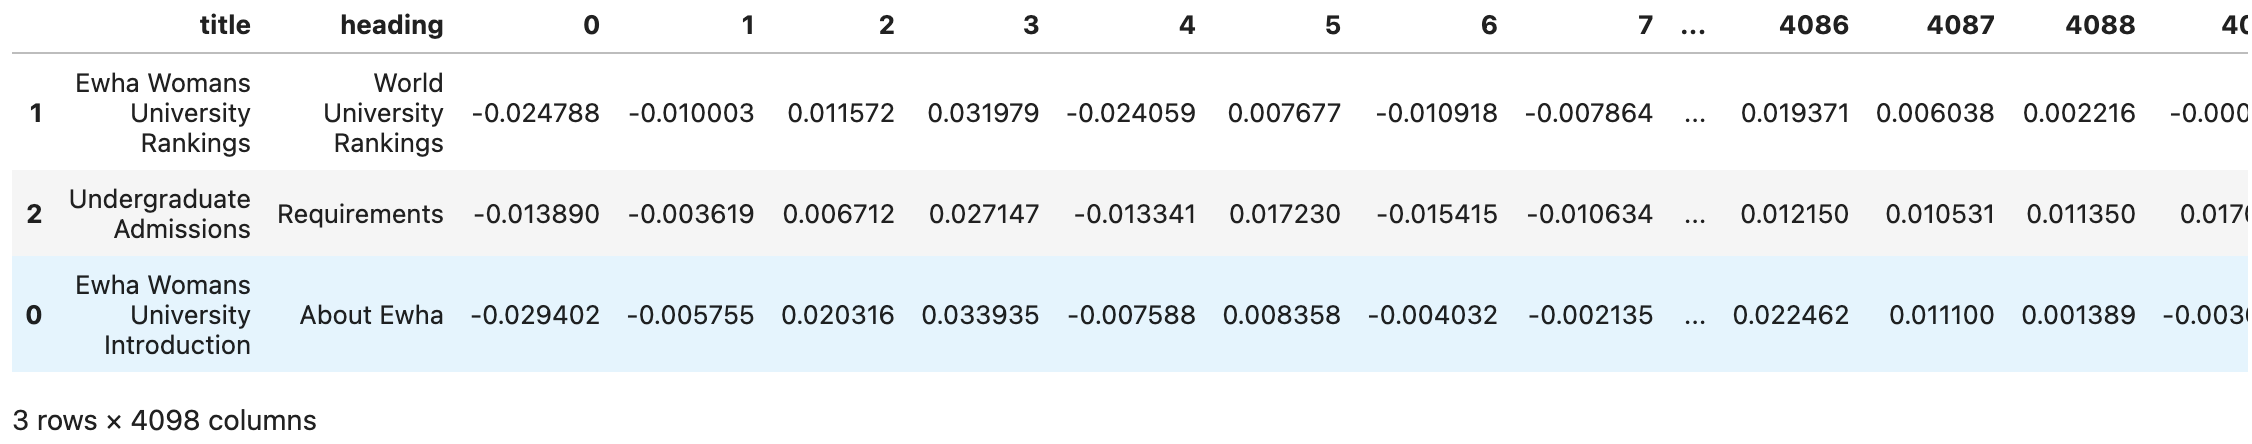 title heading 0 1 2 3 4 5 6 7 ... 4086 4087 4088
Ewha Womans World
1 University University -0.024788 -0.010003 0.011572 0.031979 -0.024059 0.007677 -0.010918 -0.007864 ... 0.019371 0.006038 0.002216 -0.000
Rankings Rankings
Undergraduate
2 Requirements -0.013890 -0.003619 0.006712 0.027147 -0.013341 0.017230 -0.015415 -0.010634 ... 0.012150 0.010531 0.011350
Admissions
Ewha Womans
0 University About Ewha -0.029402 -0.005755 0.020316 0.033935 -0.007588 0.008358 -0.004032 -0.002135 ... 0.022462 0.011100 0.001389
Introduction
3 rows × 4098 columns